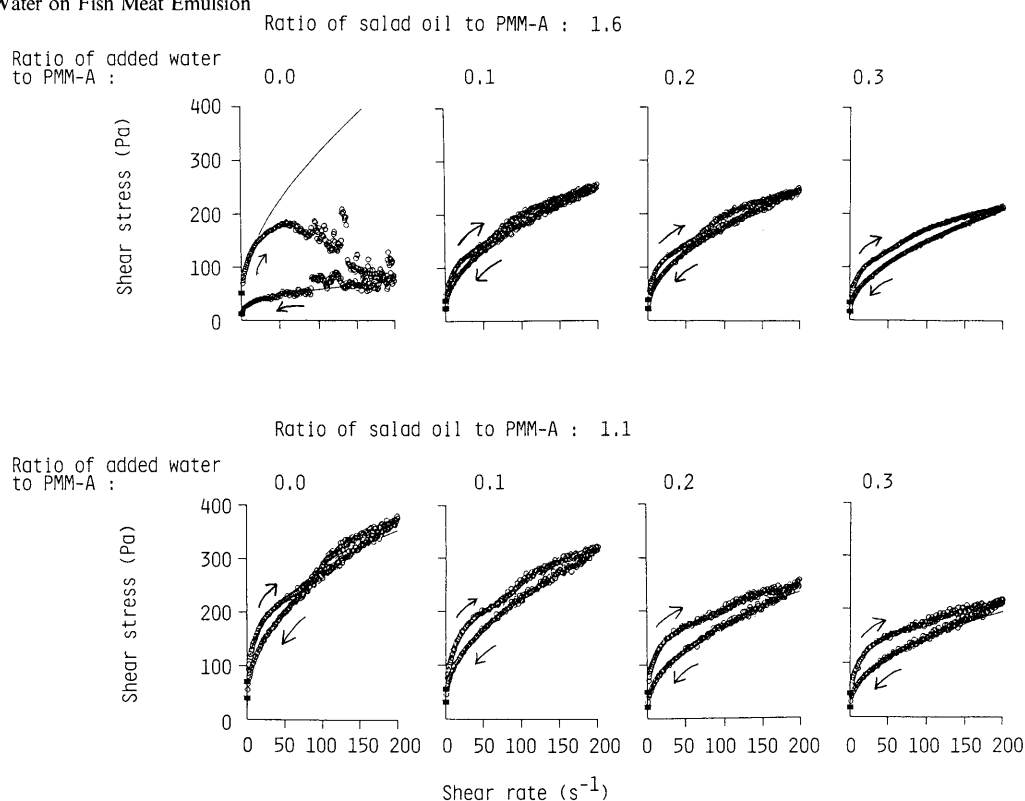 Water on Fish Meat Emulsion
Ratio of salad oil to PMM-A : 1.6
Ratio of added water
to PMM-A :
0.0 0.1 0.2 0.3
Shear stress (Pa)
400
300
200
100
0
Ratio of salad oil to PMM-A : 1.1
Ratio of added water
to PMM-A :
0.0 0.1 0.2 0.3
Shear stress (Pa)
400
300
200
100
0
0 50 100 150 200 0 50 100 150 200 0 50 100 150 200 0 50 100 150 200
Shear rate (s⁻¹)